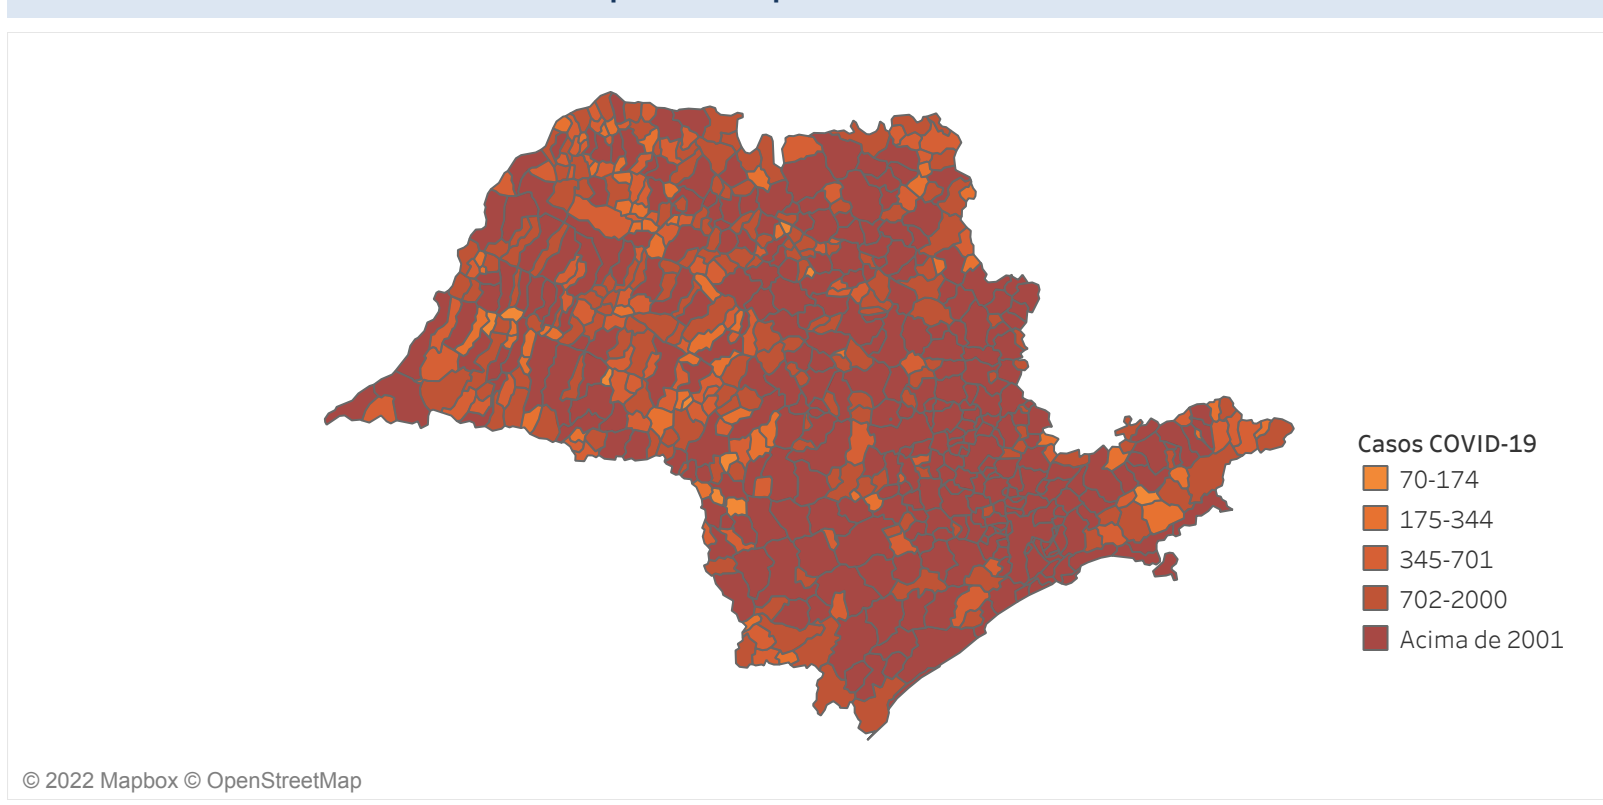 Casos COVID-19
70-174
175-344
345-701
702-2000
Acima de 2001
© 2022 Mapbox © OpenStreetMap